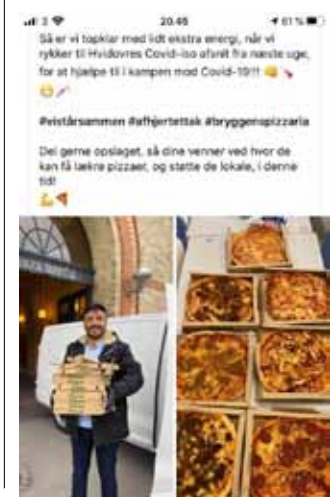 20.45
61 %
Så er vi topklar med lidt ekstra energi, når vi
rykker til Hvidovres Covid-iso afsnit fra næste uge,
for at hjælpe til i kampen mod Covid-19!!!
#vistårsammen #afhjertettak #bryggenspizzaria
Del gerne opslaget, så dine venner ved hvor de
kan få lækre pizzaer, og støtte de lokale, i denne
tid!